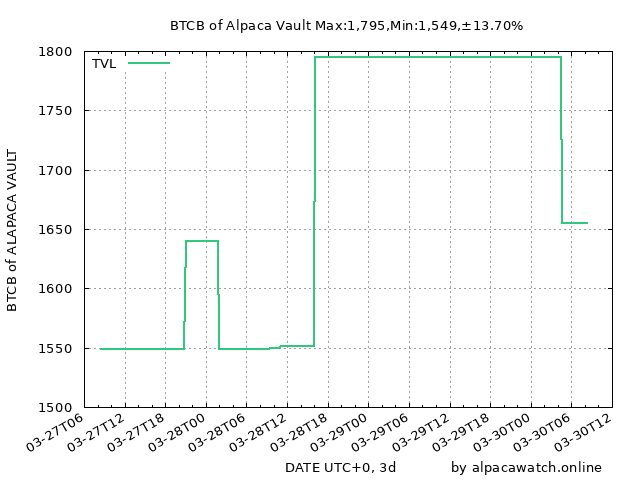 BTCB of Alpaca Vault Max:1,795,Min:1,549,±13.70%
TVL
1800
1750
1700
1650
1600
1550
1500
BTCB of ALAPACA VAULT
03-27T06
03-27T12
03-27T18
03-28T00
03-28T06
03-28T12
03-28T18
03-29T00
03-29T06
03-29T12
03-29T18
03-30T00
03-30T06
03-30T12
DATE UTC+0, 3d
by alpacawatch.online